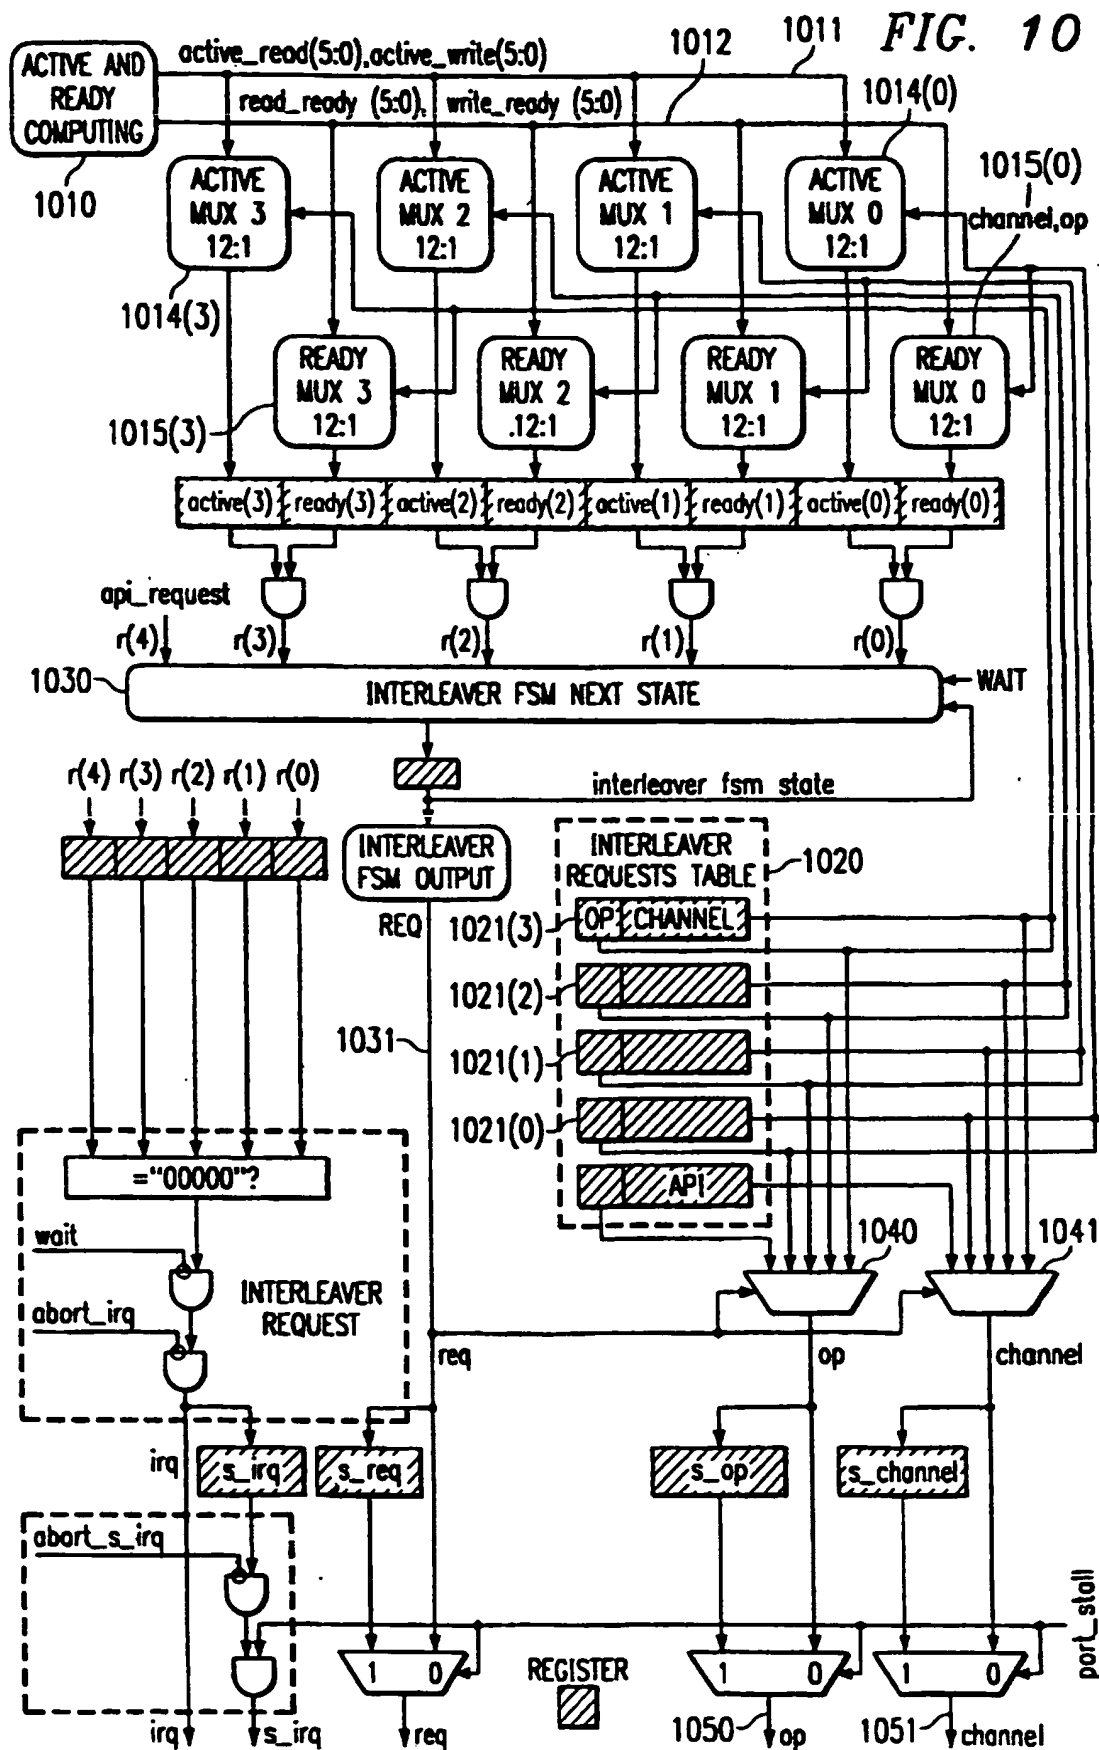 FIG. 10
ACTIVE AND
READY
COMPUTING
1010
active_read(5:0),active_write(5:0)
1012
1011
read_ready (5:0), write_ready (5:0)
1014(0)
1015(0)
channel,op
ACTIVE
MUX 3
12:1
ACTIVE
MUX 2
12:1
ACTIVE
MUX 1
12:1
ACTIVE
MUX 0
12:1
1014(3)
READY
MUX 3
12:1
READY
MUX 2
.12:1
READY
MUX 1
12:1
READY
MUX 0
12:1
1015(3)
active(3) ready(3) active(2) ready(2) active(1) ready(1) active(0) ready(0)
api_request
r(4) r(3) r(2) r(1) r(0)
1030
INTERLEAVER FSM NEXT STATE
WAIT
r(4) r(3) r(2) r(1) r(0)
interleaver fsm state
INTERLEAVER
FSM OUTPUT
REQ
INTERLEAVER
REQUESTS TABLE
1020
1021(3)
OP CHANNEL
1021(2)
1031
1021(1)
1021(0)
API
="00000"?
wait
abort_irq
INTERLEAVER
REQUEST
1040
1041
req
op
channel
irq
s_irq
s_req
s_op
s_channel
abort_s_irq
port_stall
1 0
1 0
1 0
REGISTER
1050
1051
irq
s_irq
req
op
channel